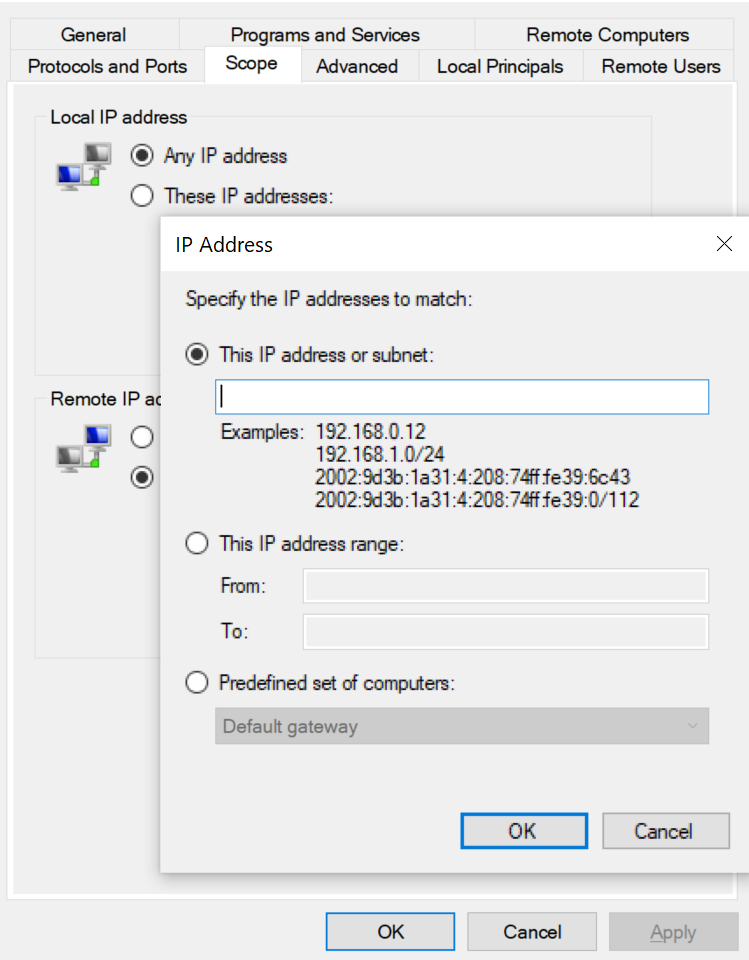 General Programs and Services Remote Computers
Protocols and Ports Scope Advanced Local Principals Remote Users
Local IP address
Any IP address
These IP addresses:
IP Address
Specify the IP addresses to match:
This IP address or subnet:
Remote IP ad
Examples: 192.168.0.12
192.168.1.0/24
2002:9d3b:1a31:4:208:74ff:fe39:6c43
2002:9d3b:1a31:4:208:74ff:fe39:0/112
This IP address range:
From:
To:
Predefined set of computers:
Default gateway
OK Cancel
OK Cancel Apply